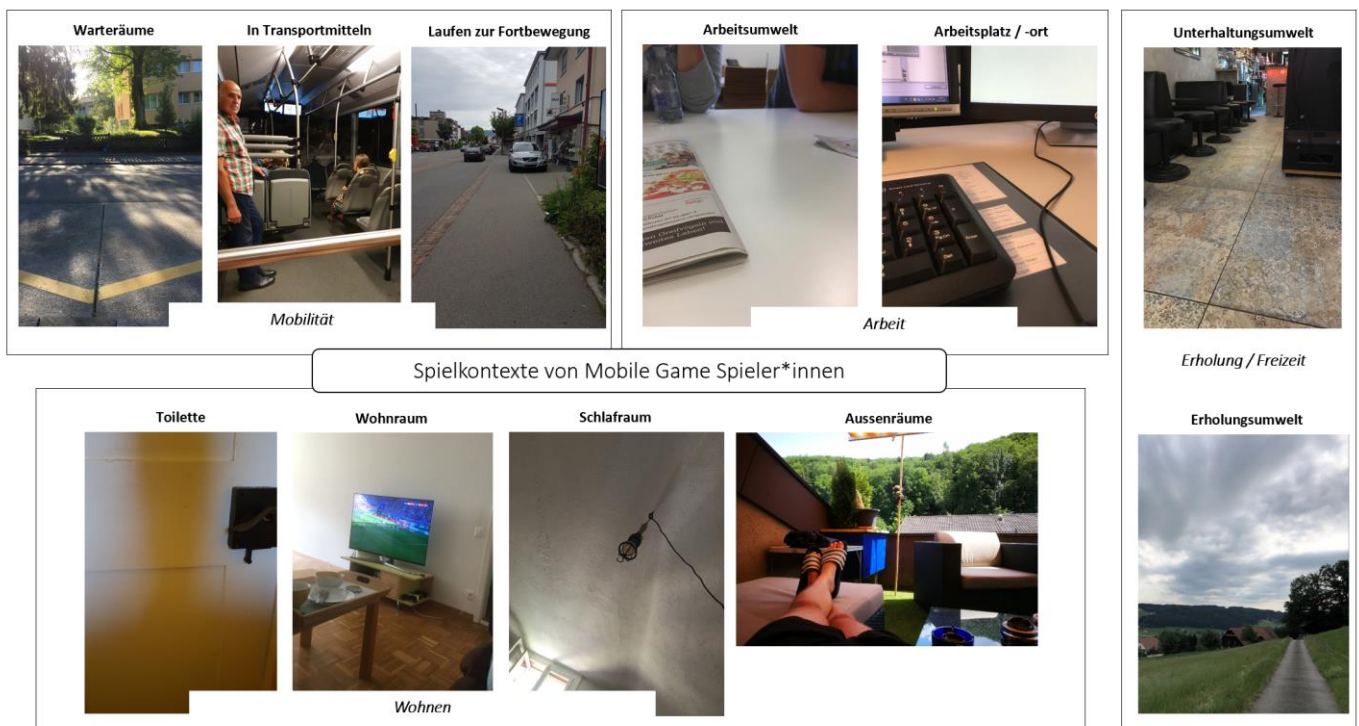 Warteräume
In Transportmitteln
Laufen zur Fortbewegung
Mobilität
Arbeitsumwelt
Arbeitsplatz / -ort
Arbeit
Unterhaltungsumwelt
Erholung / Freizeit
Spielkontexte von Mobile Game Spieler*innen
Toilette
Wohnraum
Schlafraum
Aussenräume
Wohnen
Erholungsumwelt